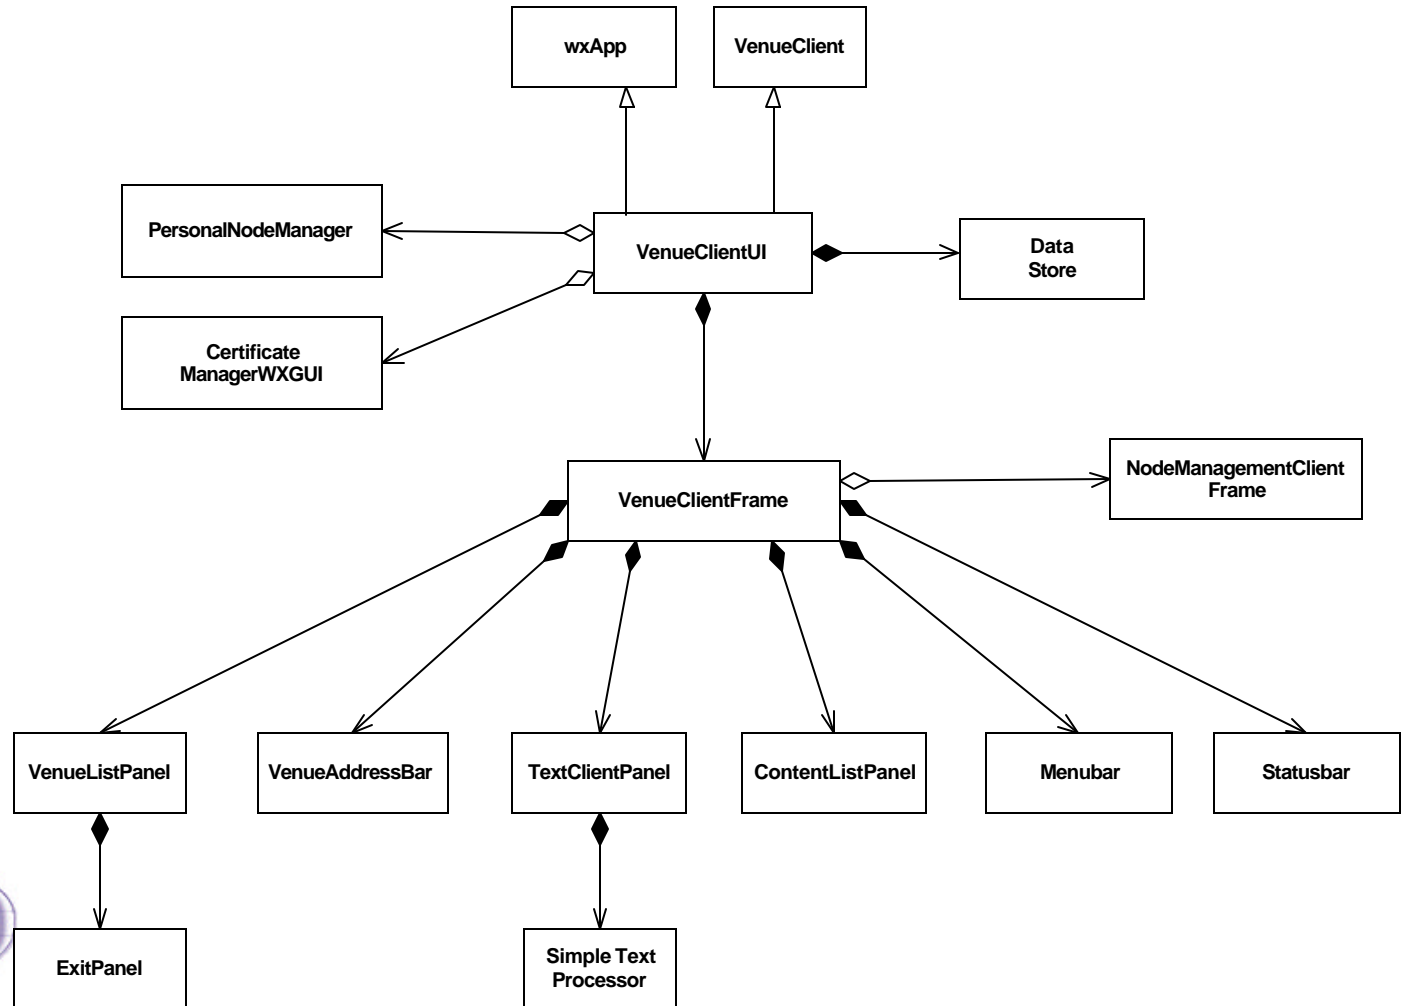 wxApp
VenueClient
PersonalNodeManager
VenueClientUI
Data
Store
Certificate
ManagerWXGUI
VenueClientFrame
NodeManagementClient
Frame
VenueListPanel
VenueAddressBar
TextClientPanel
ContentListPanel
Menubar
Statusbar
ExitPanel
Simple Text
Processor